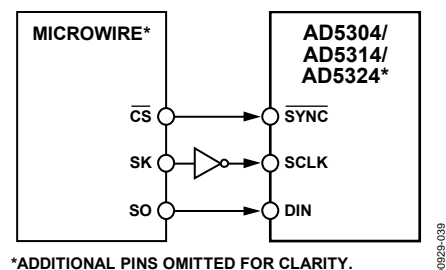 MICROWIRE*
AD5304/
AD5314/
AD5324*
CS
SYNC
SK
SCLK
SO
DIN
*ADDITIONAL PINS OMITTED FOR CLARITY.
00929-039